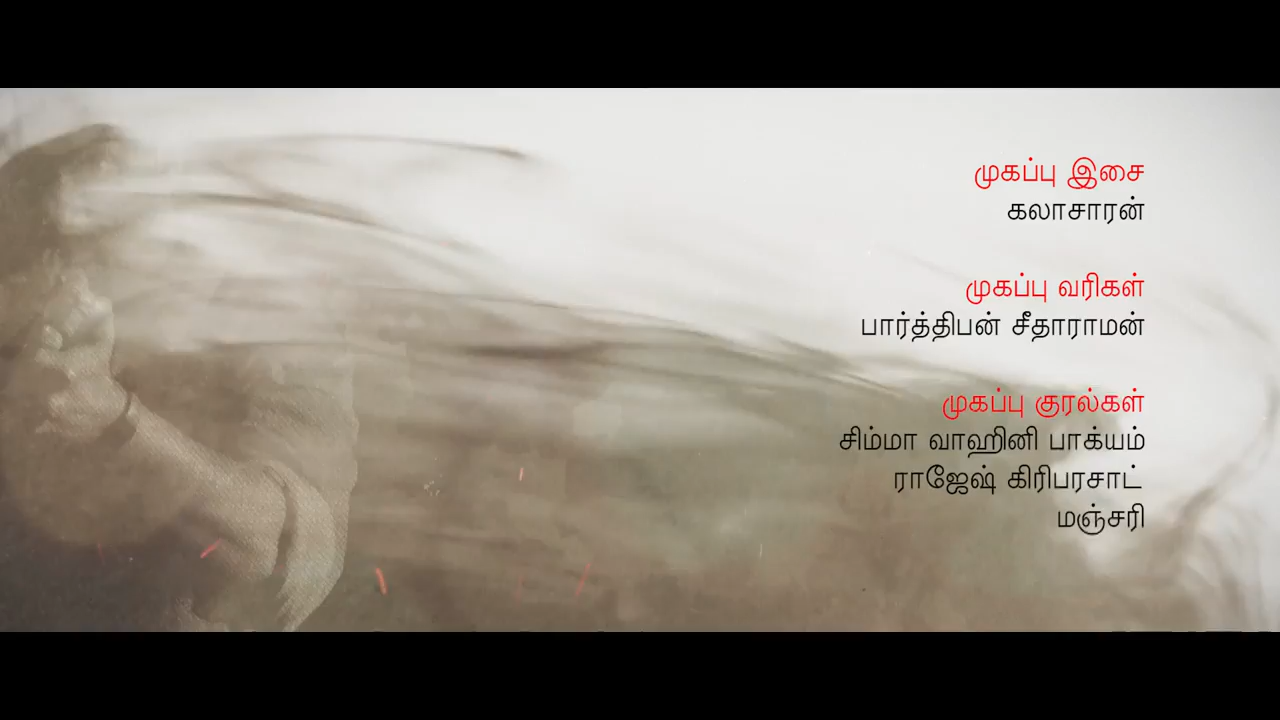 முகப்பு இசை
கலாசாரன்
முகப்பு வரிகள்
பார்த்திபன் சீதாராமன்
முகப்பு குரல்கள்
சிம்மா வாஹினி பாக்யம்
ராஜேஷ் கிரிபரசாட்
மஞ்சரி